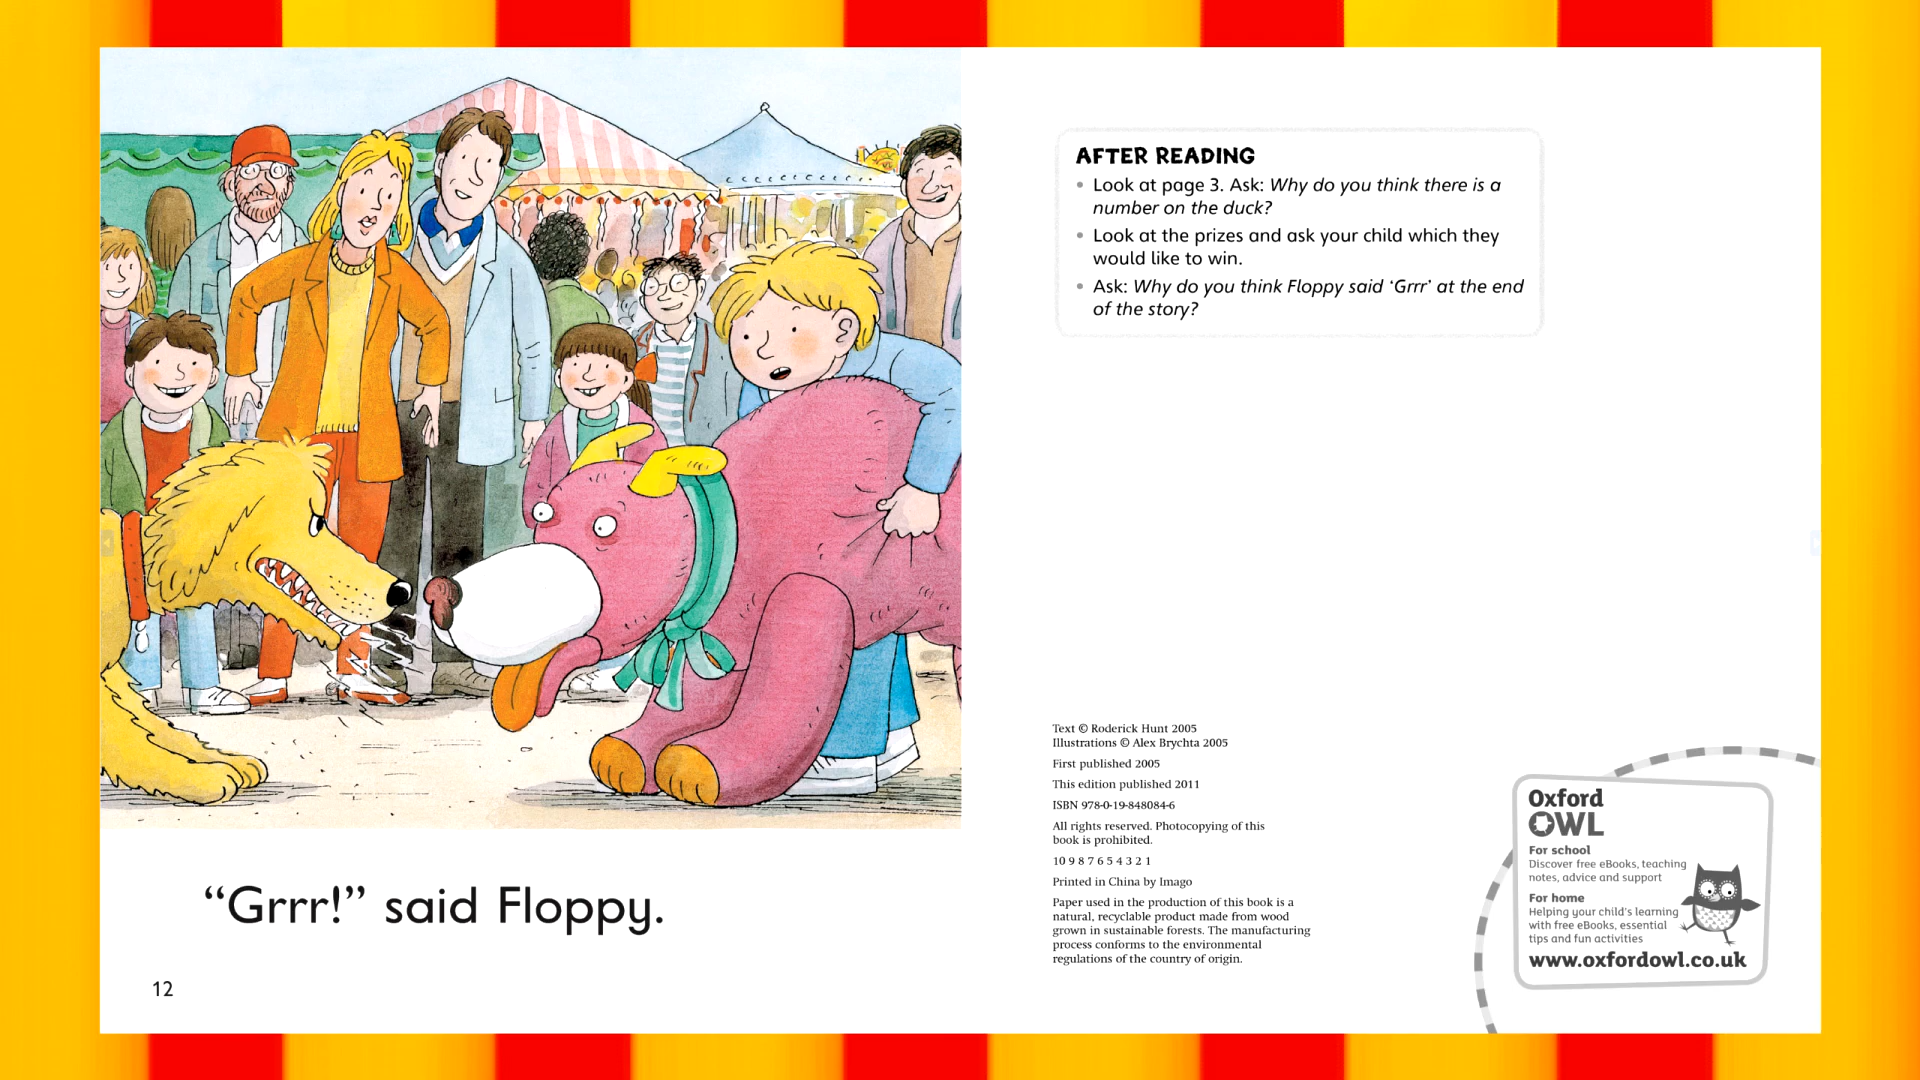 “Grrr!” said Floppy.
12
AFTER READING
• Look at page 3. Ask: Why do you think there is a
number on the duck?
• Look at the prizes and ask your child which they
would like to win.
• Ask: Why do you think Floppy said ‘Grrr’ at the end
of the story?
Text © Roderick Hunt 2005
Illustrations © Alex Brychta 2005
First published 2005
This edition published 2011
ISBN 978-0-19-848084-6
All rights reserved. Photocopying of this
book is prohibited.
10 9 8 7 6 5 4 3 2 1
Printed in China by Imago
Paper used in the production of this book is a
natural, recyclable product made from wood
grown in sustainable forests. The manufacturing
process conforms to the environmental
regulations of the country of origin.
Oxford
OWL
For school
Discover free eBooks, teaching
notes, advice and support
For home
Helping your child's learning
with free eBooks, essential
tips and fun activities
www.oxfordowl.co.uk